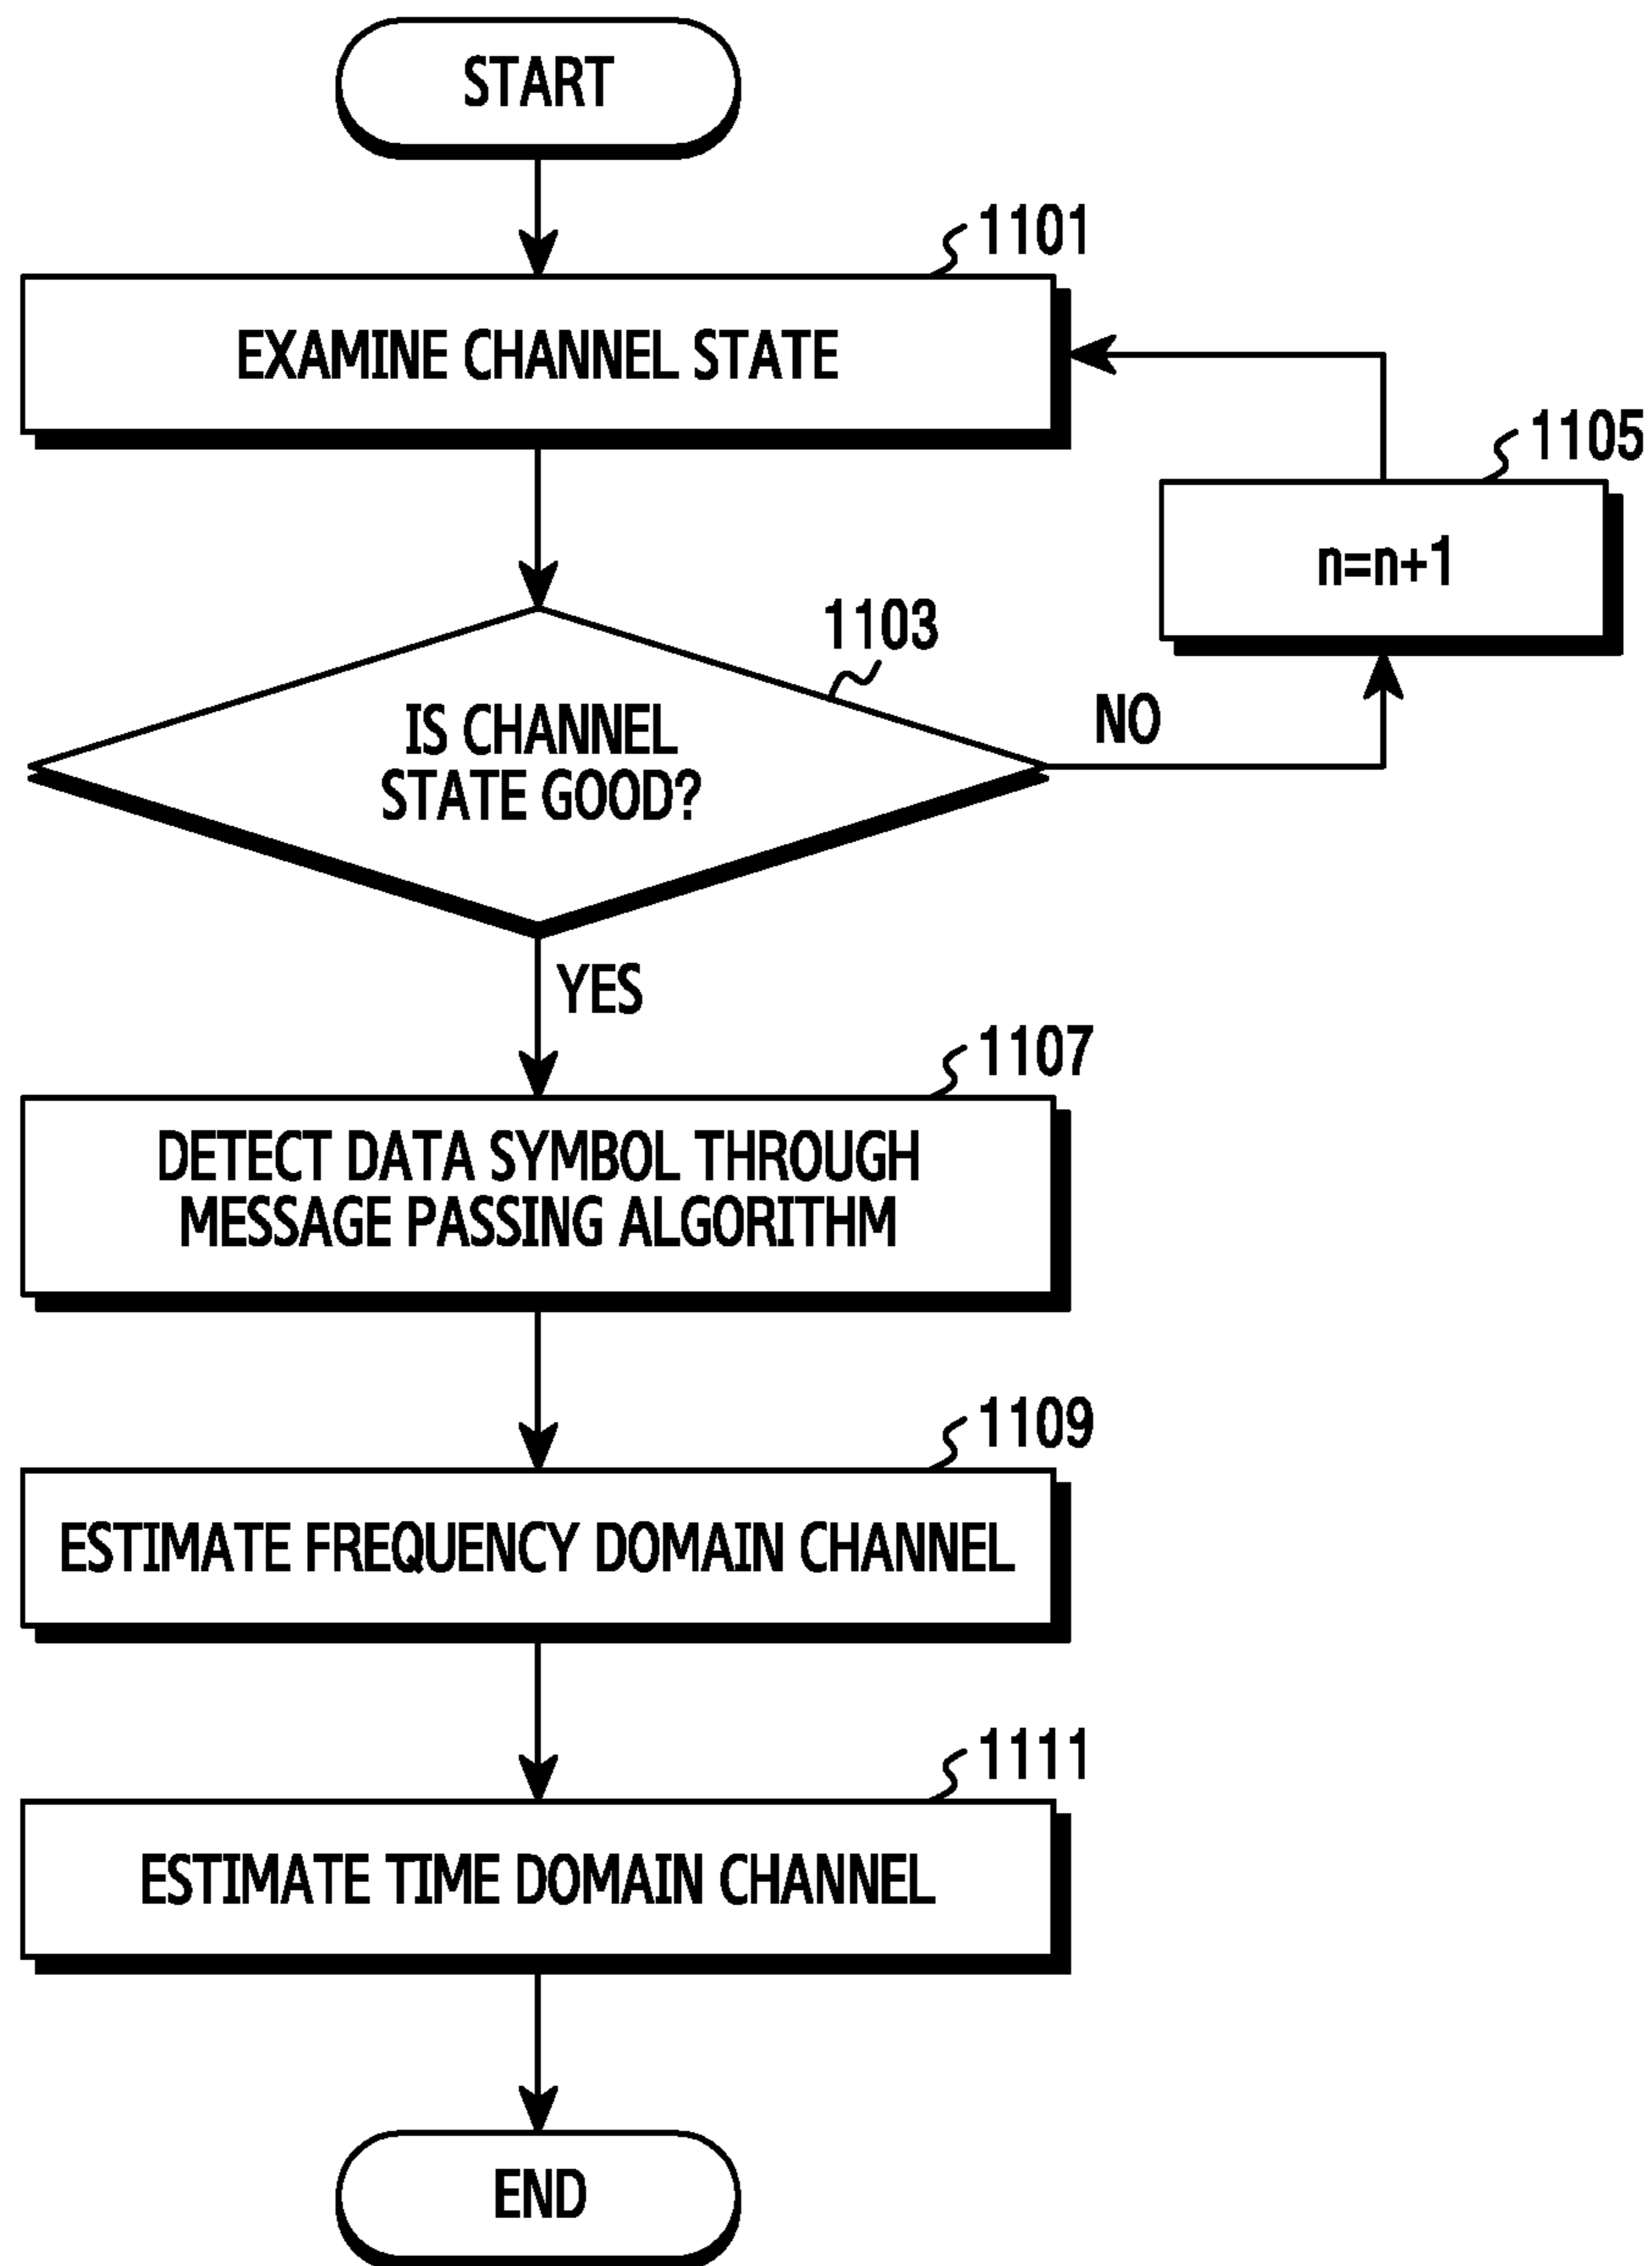 START
1101
EXAMINE CHANNEL STATE
1105
n=n+1
1103
IS CHANNEL
STATE GOOD?
NO
YES
1107
DETECT DATA SYMBOL THROUGH
MESSAGE PASSING ALGORITHM
1109
ESTIMATE FREQUENCY DOMAIN CHANNEL
1111
ESTIMATE TIME DOMAIN CHANNEL
END